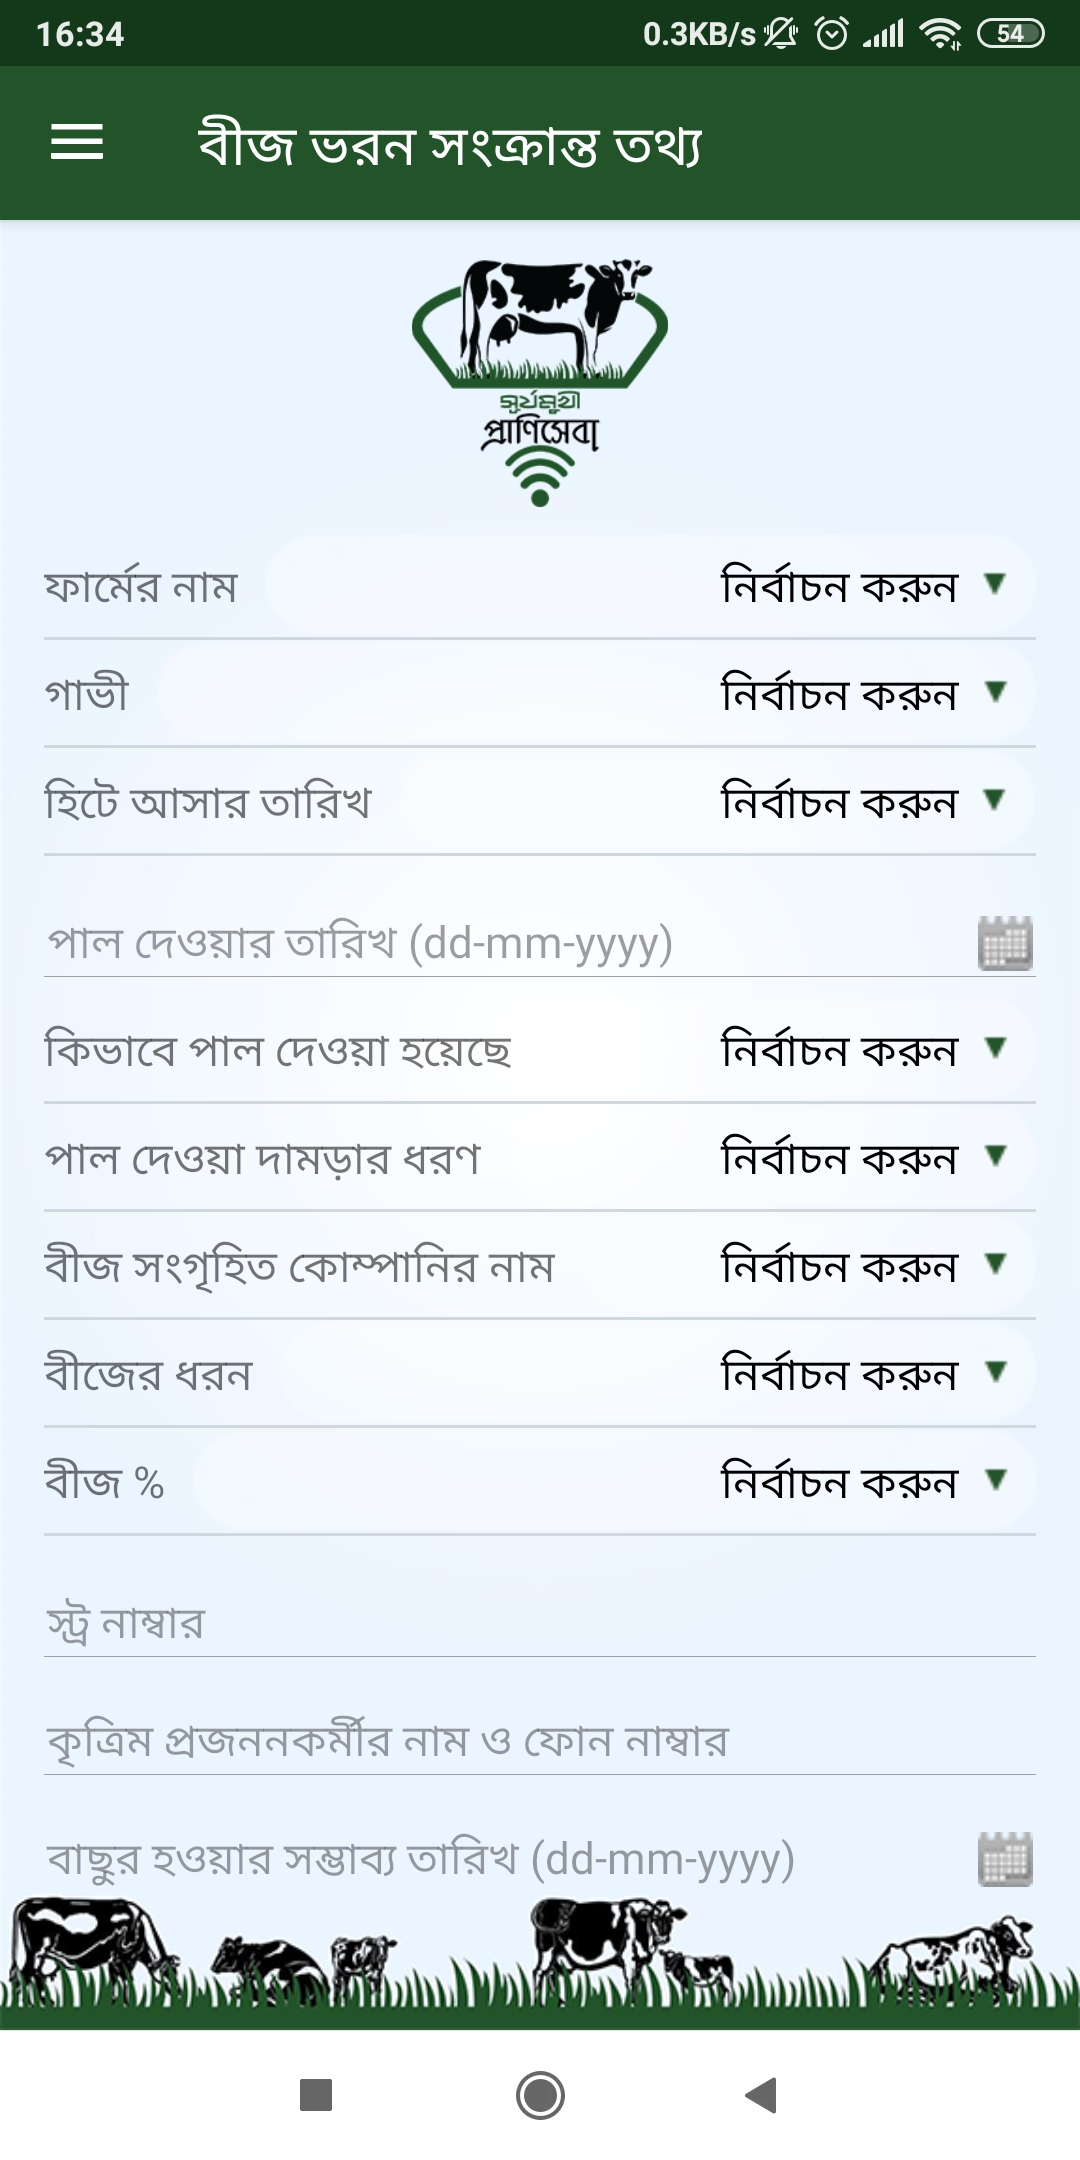 16:34 0.3KB/s 54
বীজ ভরন সংক্রান্ত তথ্য
সূর্যমুখী
প্রাণিসেবা
ফার্মের নাম নির্বাচন করুন
গাভী নির্বাচন করুন
হিটে আসার তারিখ নির্বাচন করুন
পাল দেওয়ার তারিখ (dd-mm-yyyy)
কিভাবে পাল দেওয়া হয়েছে নির্বাচন করুন
পাল দেওয়া দামড়ার ধরণ নির্বাচন করুন
বীজ সংগৃহিত কোম্পানির নাম নির্বাচন করুন
বীজের ধরন নির্বাচন করুন
বীজ % নির্বাচন করুন
স্ট্র নাম্বার
কৃত্রিম প্রজননকর্মীর নাম ও ফোন নাম্বার
বাছুর হওয়ার সম্ভাব্য তারিখ (dd-mm-yyyy)